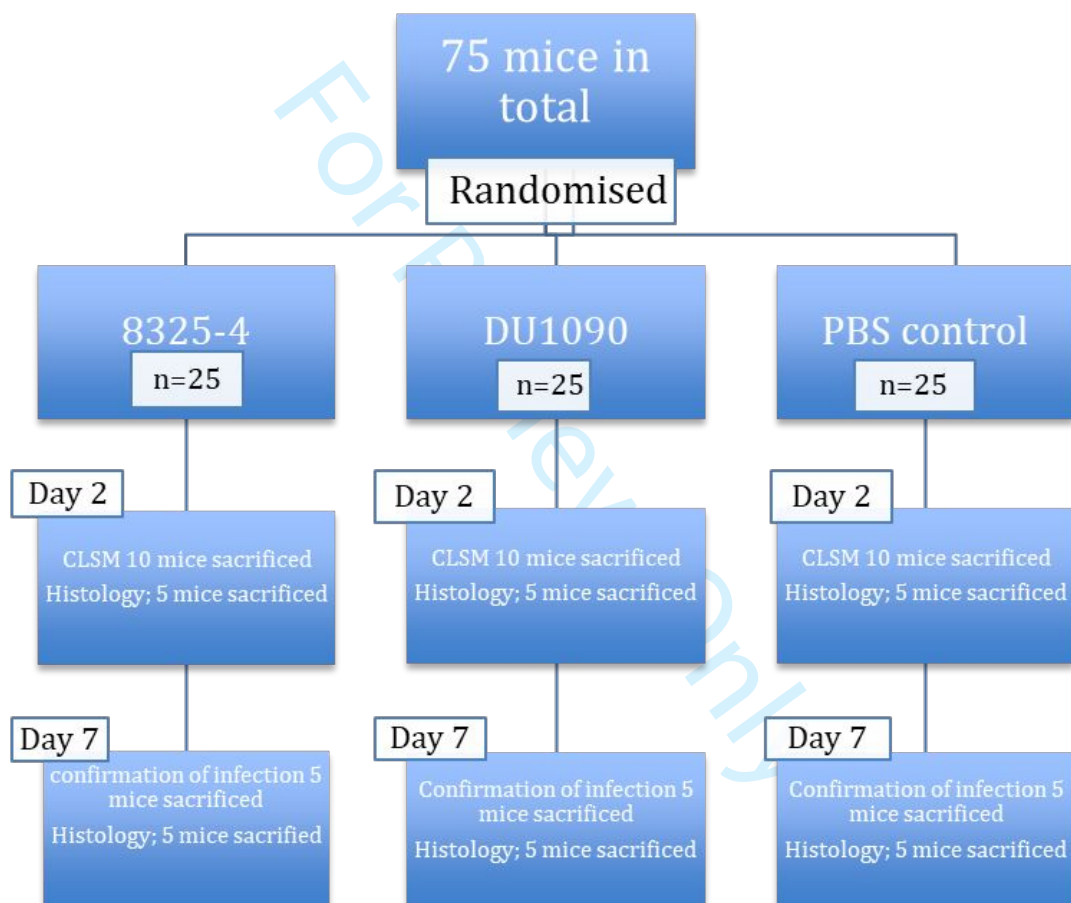 75 mice in
total
Randomised
8325-4
n=25
DU1090
n=25
PBS control
n=25
Day 2
CLSM 10 mice sacrificed
Histology; 5 mice sacrificed
Day 2
CLSM 10 mice sacrificed
Histology; 5 mice sacrificed
Day 2
CLSM 10 mice sacrificed
Histology; 5 mice sacrificed
Day 7
confirmation of infection 5
mice sacrificed
Histology; 5 mice sacrified
Day 7
Confirmation of infection 5
mice sacrificed
Histology; 5 mice sacrificed
Day 7
Confirmation of infection 5
mice sacrificed
Histology; 5 mice sacrificed
For Review Only